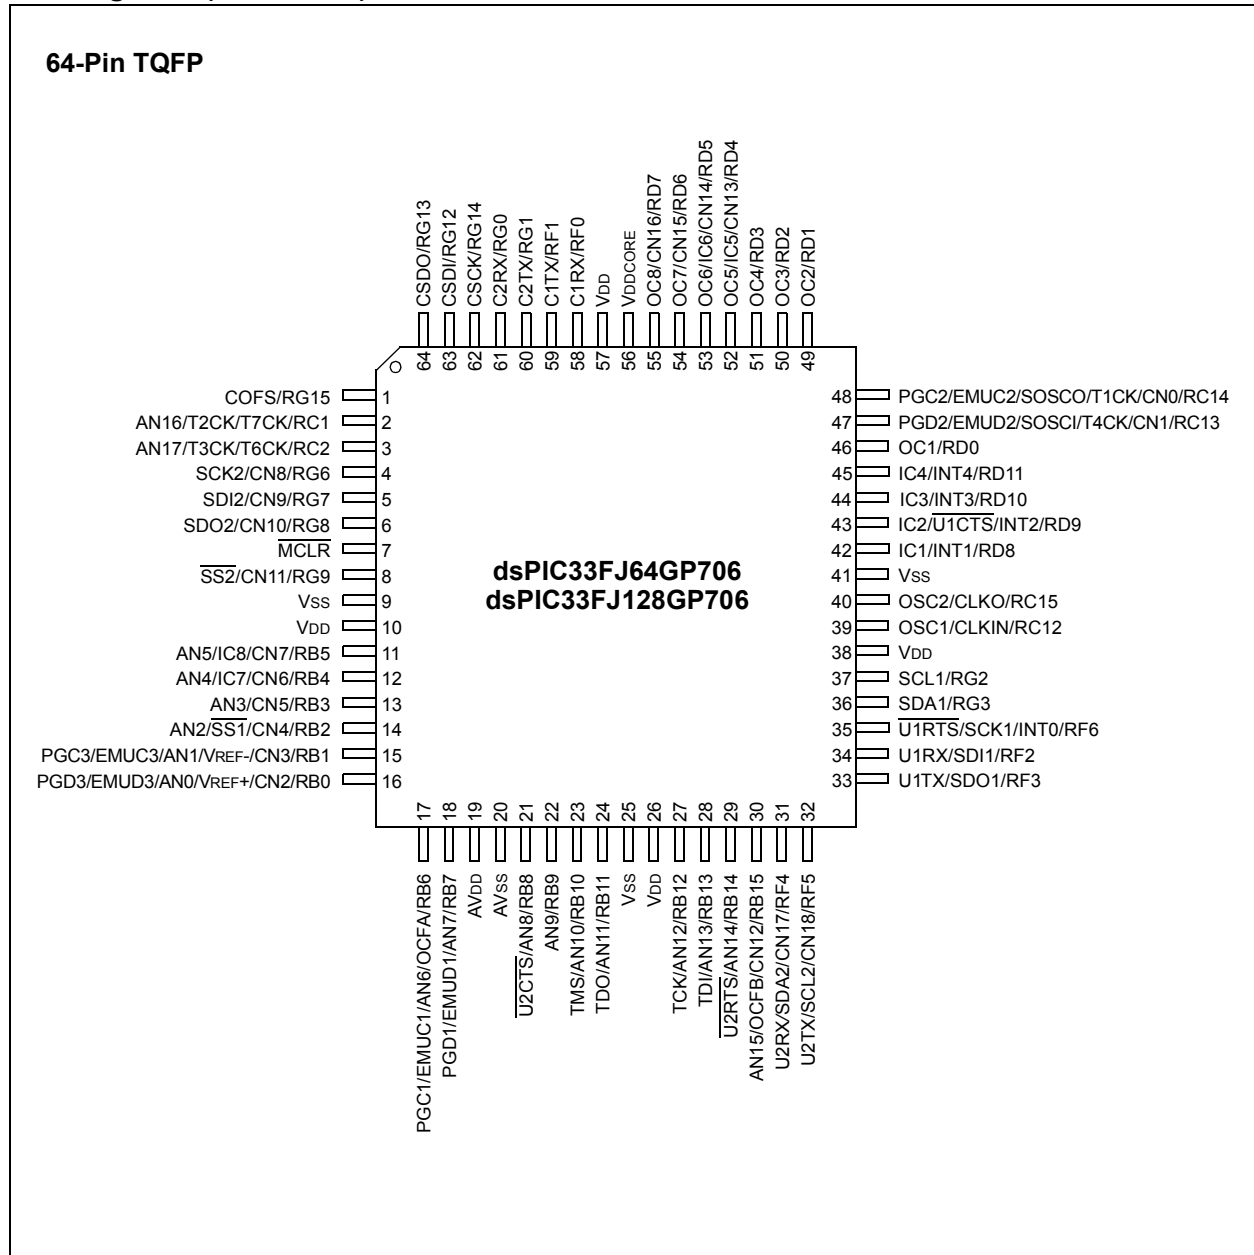 64-Pin TQFP
CSDO/RG13
CSDI/RG12
CSCK/RG14
C2RX/RG0
C2TX/RG1
C1TX/RF1
C1RX/RF0
VDD
VDDCORE
OC8/CN16/RD7
OC7/CN15/RD6
OC6/IC6/CN14/RD5
OC5/IC5/CN13/RD4
OC4/RD3
OC3/RD2
OC2/RD1
64
63
62
61
60
59
58
57
56
55
54
53
52
51
50
49
COFS/RG15 1
AN16/T2CK/T7CK/RC1 2
AN17/T3CK/T6CK/RC2 3
SCK2/CN8/RG6 4
SDI2/CN9/RG7 5
SDO2/CN10/RG8 6
MCLR 7
SS2/CN11/RG9 8
VSS 9
VDD 10
AN5/IC8/CN7/RB5 11
AN4/IC7/CN6/RB4 12
AN3/CN5/RB3 13
AN2/SS1/CN4/RB2 14
PGC3/EMUC3/AN1/VREF-/CN3/RB1 15
PGD3/EMUD3/AN0/VREF+/CN2/RB0 16
dsPIC33FJ64GP706
dsPIC33FJ128GP706
48 PGC2/EMUC2/SOSCO/T1CK/CN0/RC14
47 PGD2/EMUD2/SOSCI/T4CK/CN1/RC13
46 OC1/RD0
45 IC4/INT4/RD11
44 IC3/INT3/RD10
43 IC2/U1CTS/INT2/RD9
42 IC1/INT1/RD8
41 VSS
40 OSC2/CLKO/RC15
39 OSC1/CLKIN/RC12
38 VDD
37 SCL1/RG2
36 SDA1/RG3
35 U1RTS/SCK1/INT0/RF6
34 U1RX/SDI1/RF2
33 U1TX/SDO1/RF3
17
18
19
20
21
22
23
24
25
26
27
28
29
30
31
32
PGC1/EMUC1/AN6/OCFA/RB6
PGD1/EMUD1/AN7/RB7
AVDD
AVSS
U2CTS/AN8/RB8
AN9/RB9
TMS/AN10/RB10
TDO/AN11/RB11
VSS
VDD
TCK/AN12/RB12
TDI/AN13/RB13
U2RTS/AN14/RB14
AN15/OCFB/CN12/RB15
U2RX/SDA2/CN17/RF4
U2TX/SCL2/CN18/RF5